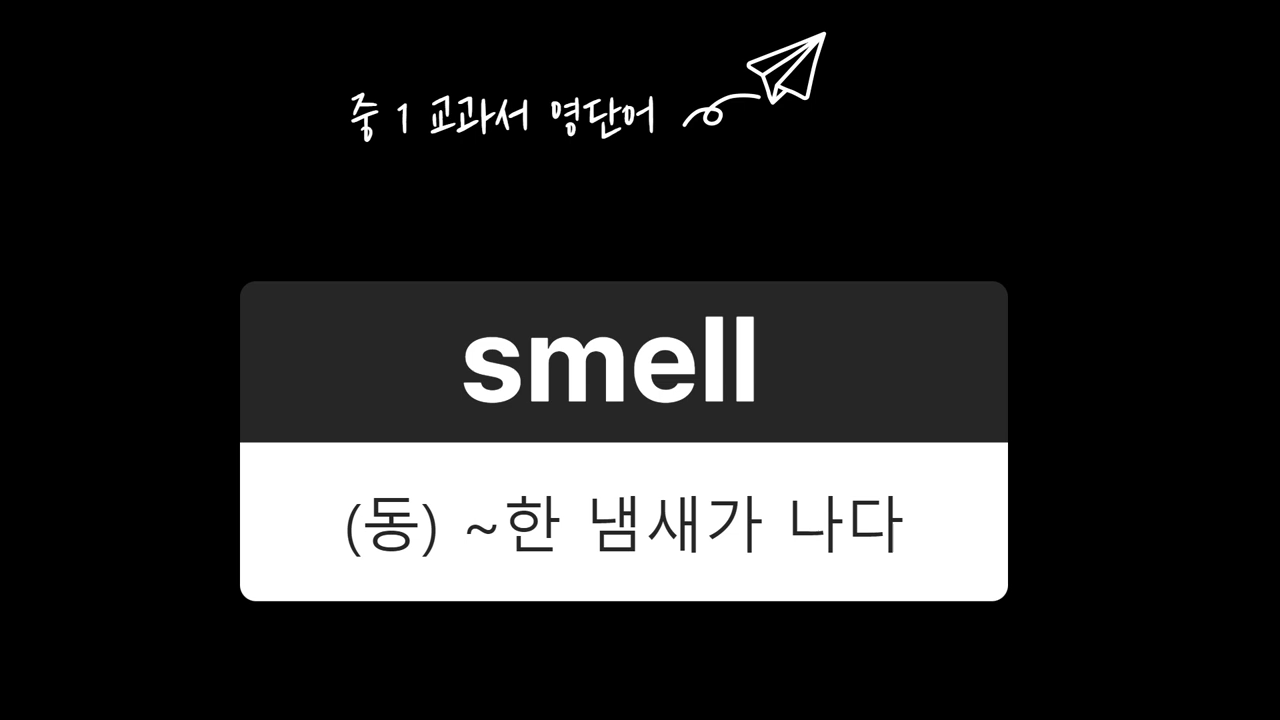 중 1 교과서 영단어
smell
(동) ~한 냄새가 나다